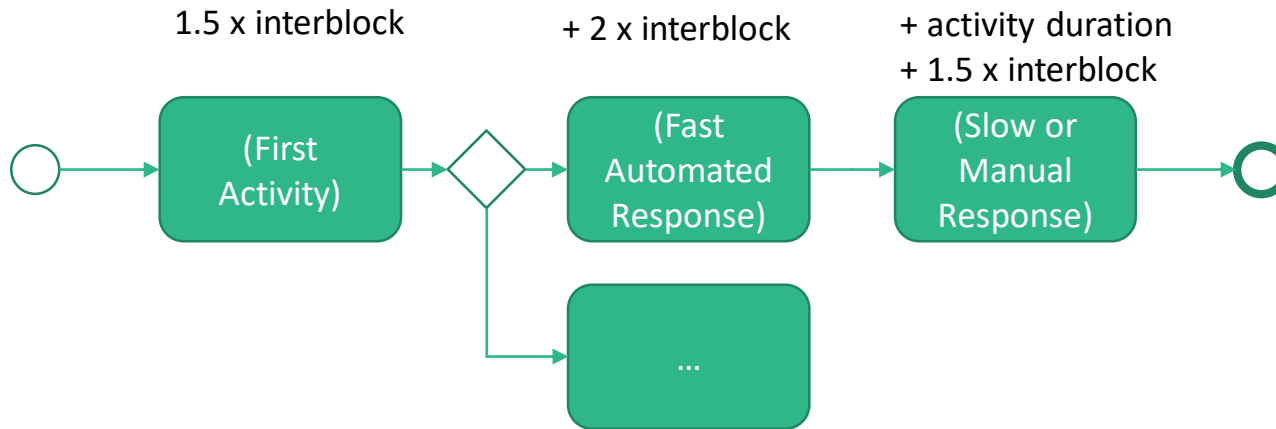 1.5 x interblock
+ 2 x interblock
+ activity duration
+ 1.5 x interblock
(First
Activity)
(Fast
Automated
Response)
(Slow or
Manual
Response)
...